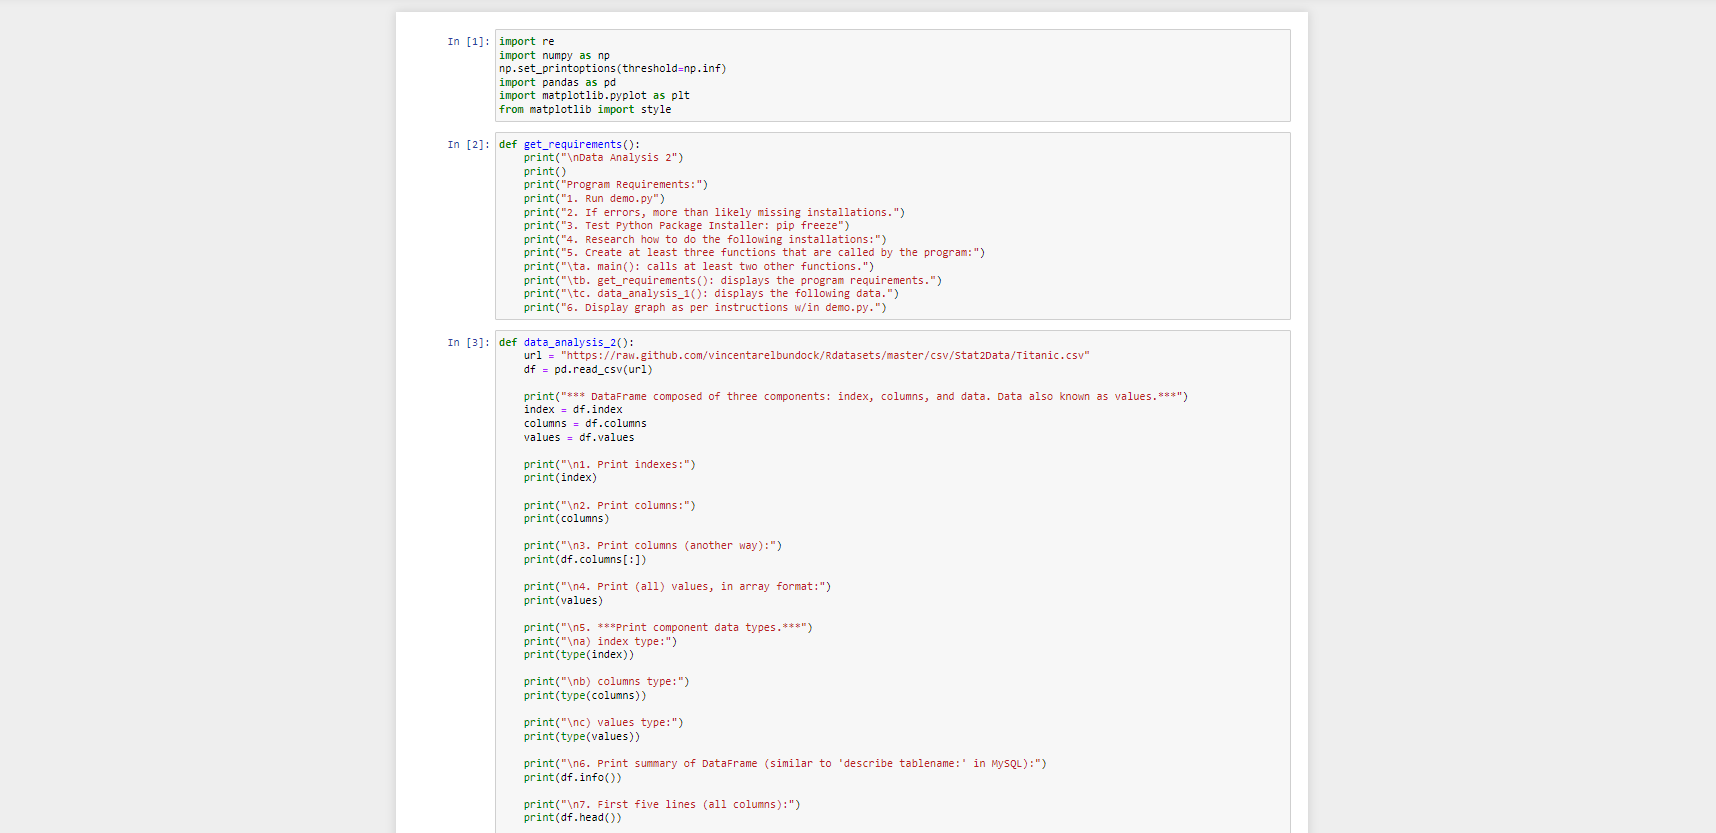 In [1]: import re
import numpy as np
np.set_printoptions(threshold=np.inf)
import pandas as pd
import matplotlib.pyplot as plt
from matplotlib import style
In [2]: def get_requirements():
    print("\nData Analysis 2")
    print()
    print("Program Requirements:")
    print("1. Run demo.py")
    print("2. If errors, more than likely missing installations.")
    print("3. Test Python Package Installer: pip freeze")
    print("4. Research how to do the following installations:")
    print("5. Create at least three functions that are called by the program:")
    print("\ta. main(): calls at least two other functions.")
    print("\tb. get_requirements(): displays the program requirements.")
    print("\tc. data_analysis_1(): displays the following data.")
    print("6. Display graph as per instructions w/in demo.py.")
In [3]: def data_analysis_2():
    url = "https://raw.github.com/vincentarelbundock/Rdatasets/master/csv/Stat2Data/Titanic.csv"
    df = pd.read_csv(url)
    print("*** DataFrame composed of three components: index, columns, and data. Data also known as values.***")
    index = df.index
    columns = df.columns
    values = df.values
    print("\n1. Print indexes:")
    print(index)
    print("\n2. Print columns:")
    print(columns)
    print("\n3. Print columns (another way):")
    print(df.columns[:])
    print("\n4. Print (all) values, in array format:")
    print(values)
    print("\n5. ***Print component data types.***")
    print("\na) index type:")
    print(type(index))
    print("\nb) columns type:")
    print(type(columns))
    print("\nc) values type:")
    print(type(values))
    print("\n6. Print summary of DataFrame (similar to 'describe tablename:' in MySQL):")
    print(df.info())
    print("\n7. First five lines (all columns):")
    print(df.head())